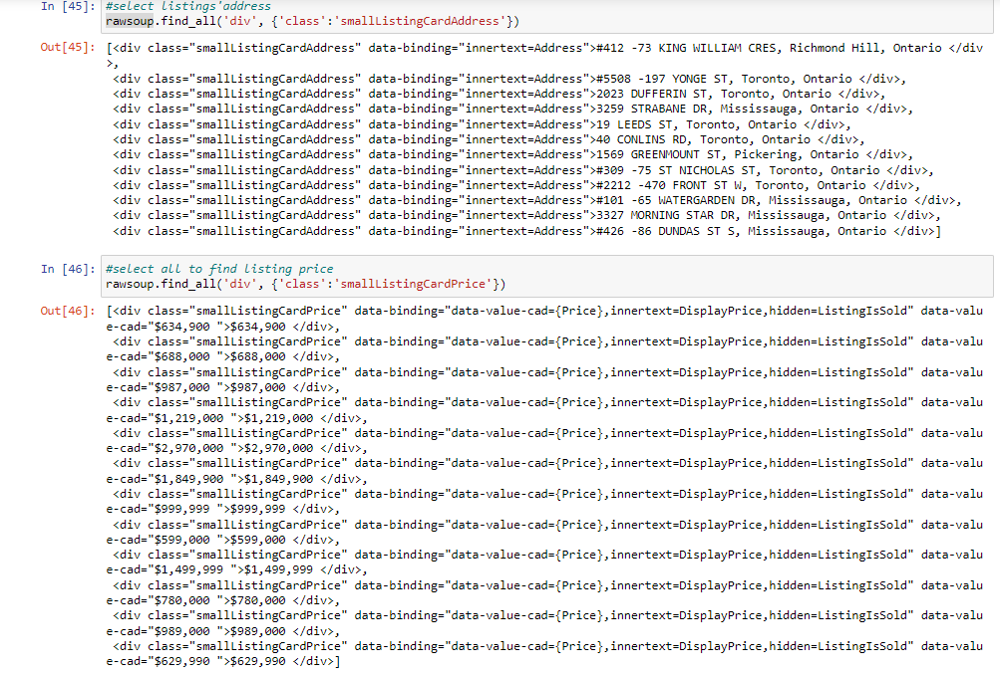 In [45]: #select listings'address
rawsoup.find_all('div', {'class':'smallListingCardAddress'})
Out[45]: [<div class="smallListingCardAddress" data-binding="innertext=Address">#412 -73 KING WILLIAM CRES, Richmond Hill, Ontario </div
>,
<div class="smallListingCardAddress" data-binding="innertext=Address">#5508 -197 YONGE ST, Toronto, Ontario </div>,
<div class="smallListingCardAddress" data-binding="innertext=Address">2023 DUFFERIN ST, Toronto, Ontario </div>,
<div class="smallListingCardAddress" data-binding="innertext=Address">3259 STRABANE DR, Mississauga, Ontario </div>,
<div class="smallListingCardAddress" data-binding="innertext=Address">19 LEEDS ST, Toronto, Ontario </div>,
<div class="smallListingCardAddress" data-binding="innertext=Address">40 CONLINS RD, Toronto, Ontario </div>,
<div class="smallListingCardAddress" data-binding="innertext=Address">1569 GREENMOUNT ST, Pickering, Ontario </div>,
<div class="smallListingCardAddress" data-binding="innertext=Address">#309 -75 ST NICHOLAS ST, Toronto, Ontario </div>,
<div class="smallListingCardAddress" data-binding="innertext=Address">#2212 -470 FRONT ST W, Toronto, Ontario </div>,
<div class="smallListingCardAddress" data-binding="innertext=Address">#101 -65 WATERGARDEN DR, Mississauga, Ontario </div>,
<div class="smallListingCardAddress" data-binding="innertext=Address">3327 MORNING STAR DR, Mississauga, Ontario </div>,
<div class="smallListingCardAddress" data-binding="innertext=Address">#426 -86 DUNDAS ST S, Mississauga, Ontario </div>]
In [46]: #select all to find listing price
rawsoup.find_all('div', {'class':'smallListingCardPrice'})
Out[46]: [<div class="smallListingCardPrice" data-binding="data-value-cad={Price},innertext=DisplayPrice,hidden=ListingIsSold" data-valu
e-cad="$634,900 ">$634,900 </div>,
<div class="smallListingCardPrice" data-binding="data-value-cad={Price},innertext=DisplayPrice,hidden=ListingIsSold" data-valu
e-cad="$688,000 ">$688,000 </div>,
<div class="smallListingCardPrice" data-binding="data-value-cad={Price},innertext=DisplayPrice,hidden=ListingIsSold" data-valu
e-cad="$987,000 ">$987,000 </div>,
<div class="smallListingCardPrice" data-binding="data-value-cad={Price},innertext=DisplayPrice,hidden=ListingIsSold" data-valu
e-cad="$1,219,000 ">$1,219,000 </div>,
<div class="smallListingCardPrice" data-binding="data-value-cad={Price},innertext=DisplayPrice,hidden=ListingIsSold" data-valu
e-cad="$2,970,000 ">$2,970,000 </div>,
<div class="smallListingCardPrice" data-binding="data-value-cad={Price},innertext=DisplayPrice,hidden=ListingIsSold" data-valu
e-cad="$1,849,900 ">$1,849,900 </div>,
<div class="smallListingCardPrice" data-binding="data-value-cad={Price},innertext=DisplayPrice,hidden=ListingIsSold" data-valu
e-cad="$999,999 ">$999,999 </div>,
<div class="smallListingCardPrice" data-binding="data-value-cad={Price},innertext=DisplayPrice,hidden=ListingIsSold" data-valu
e-cad="$599,000 ">$599,000 </div>,
<div class="smallListingCardPrice" data-binding="data-value-cad={Price},innertext=DisplayPrice,hidden=ListingIsSold" data-valu
e-cad="$1,499,999 ">$1,499,999 </div>,
<div class="smallListingCardPrice" data-binding="data-value-cad={Price},innertext=DisplayPrice,hidden=ListingIsSold" data-valu
e-cad="$780,000 ">$780,000 </div>,
<div class="smallListingCardPrice" data-binding="data-value-cad={Price},innertext=DisplayPrice,hidden=ListingIsSold" data-valu
e-cad="$989,000 ">$989,000 </div>,
<div class="smallListingCardPrice" data-binding="data-value-cad={Price},innertext=DisplayPrice,hidden=ListingIsSold" data-valu
e-cad="$629,990 ">$629,990 </div>]